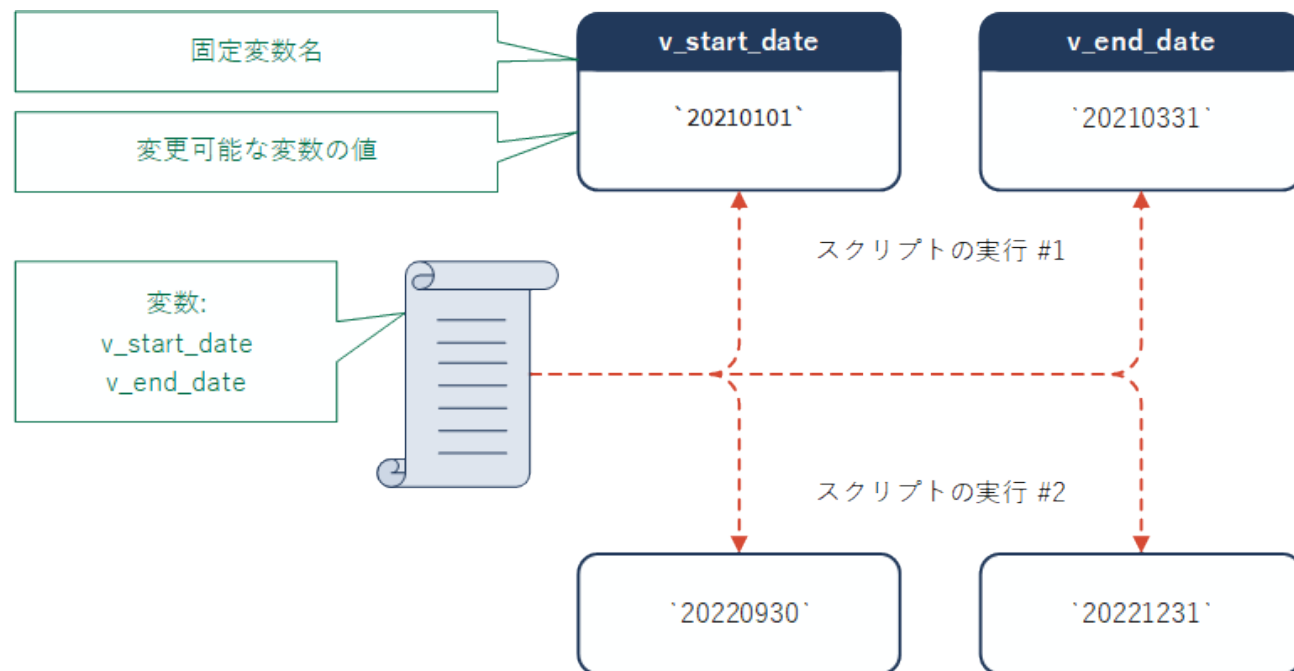 固定変数名
v_start_date
v_end_date
`20210101`
`20210331`
変更可能な変数の値
スクリプトの実行 #1
変数:
v_start_date
v_end_date
スクリプトの実行 #2
`20220930`
`20221231`